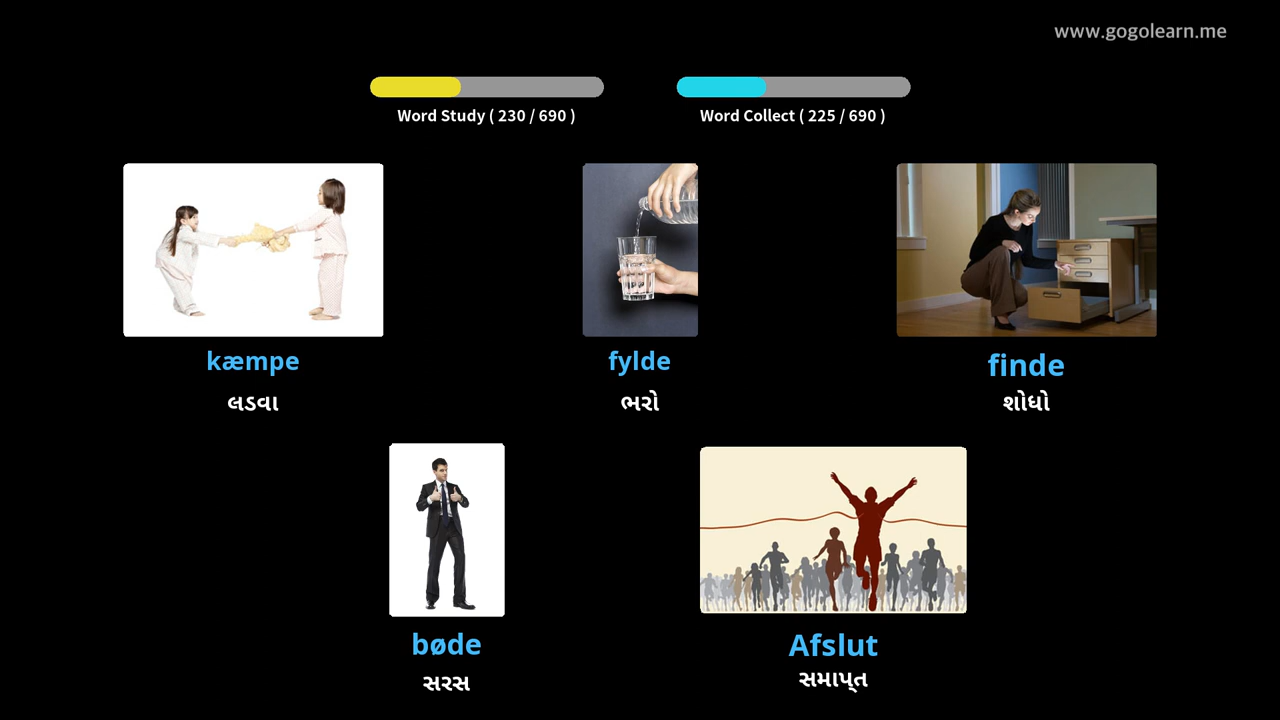 www.gogolearn.me
Word Study ( 230 / 690 )
Word Collect ( 225 / 690 )
kæmpe
fylde
finde
લડવા
ભરો
શોધો
bøde
Afslut
સરસ
સમાપ્ત